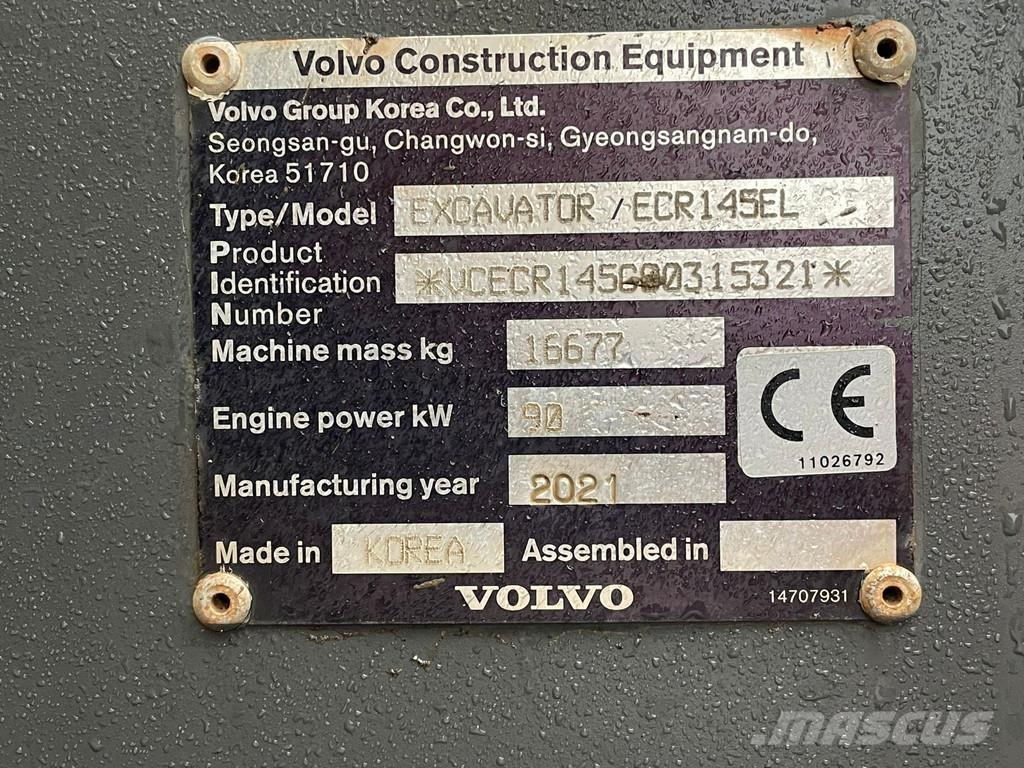 Volvo Construction Equipment
Volvo Group Korea Co., Ltd.
Seongsan-gu, Changwon-si, Gyeongsangnam-do,
Korea 51710
Type/Model EXCAVATOR / ECR145EL
Product
Identification
Number
Machine mass kg 16677
Engine power kW 90
CE
11026792
Manufacturing year 2021
Made in KOREA Assembled in
VOLVO 14707931
MASCUS